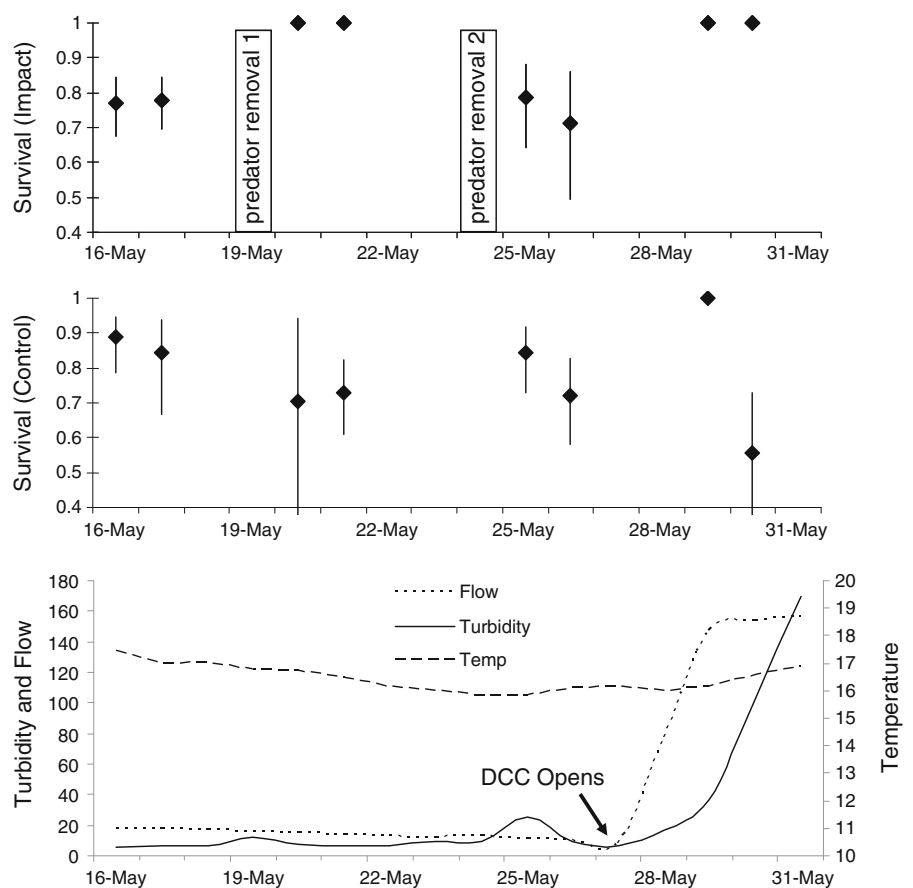 Survival (Impact)
1
0.9
0.8
0.7
0.6
0.5
0.4
predator removal 1
predator removal 2
16-May 19-May 22-May 25-May 28-May 31-May
Survival (Control)
1
0.9
0.8
0.7
0.6
0.5
0.4
16-May 19-May 22-May 25-May 28-May 31-May
Turbidity and Flow
180
160
140
120
100
80
60
40
20
0
Flow
Turbidity
Temp
DCC Opens
20
19
18
17
16
15
14
13
12
11
10
Temperature
16-May 19-May 22-May 25-May 28-May 31-May